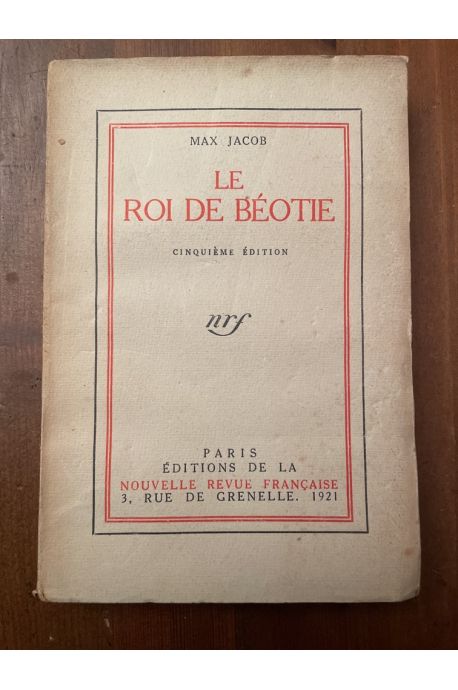 MAX JACOB
LE
ROI DE BÉOTIE
CINQUIÈME ÉDITION
nrf
PARIS
ÉDITIONS DE LA
NOUVELLE REVUE FRANÇAISE
3, RUE DE GRENELLE. 1921